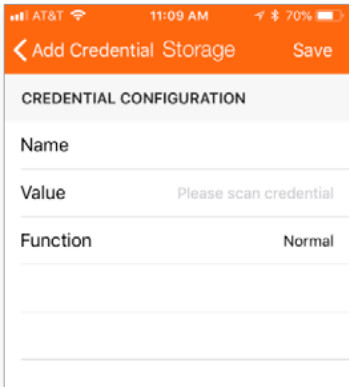 AT&T 11:09 AM 70%
Add Credential Storage Save
CREDENTIAL CONFIGURATION
Name
Value Please scan credential
Function Normal